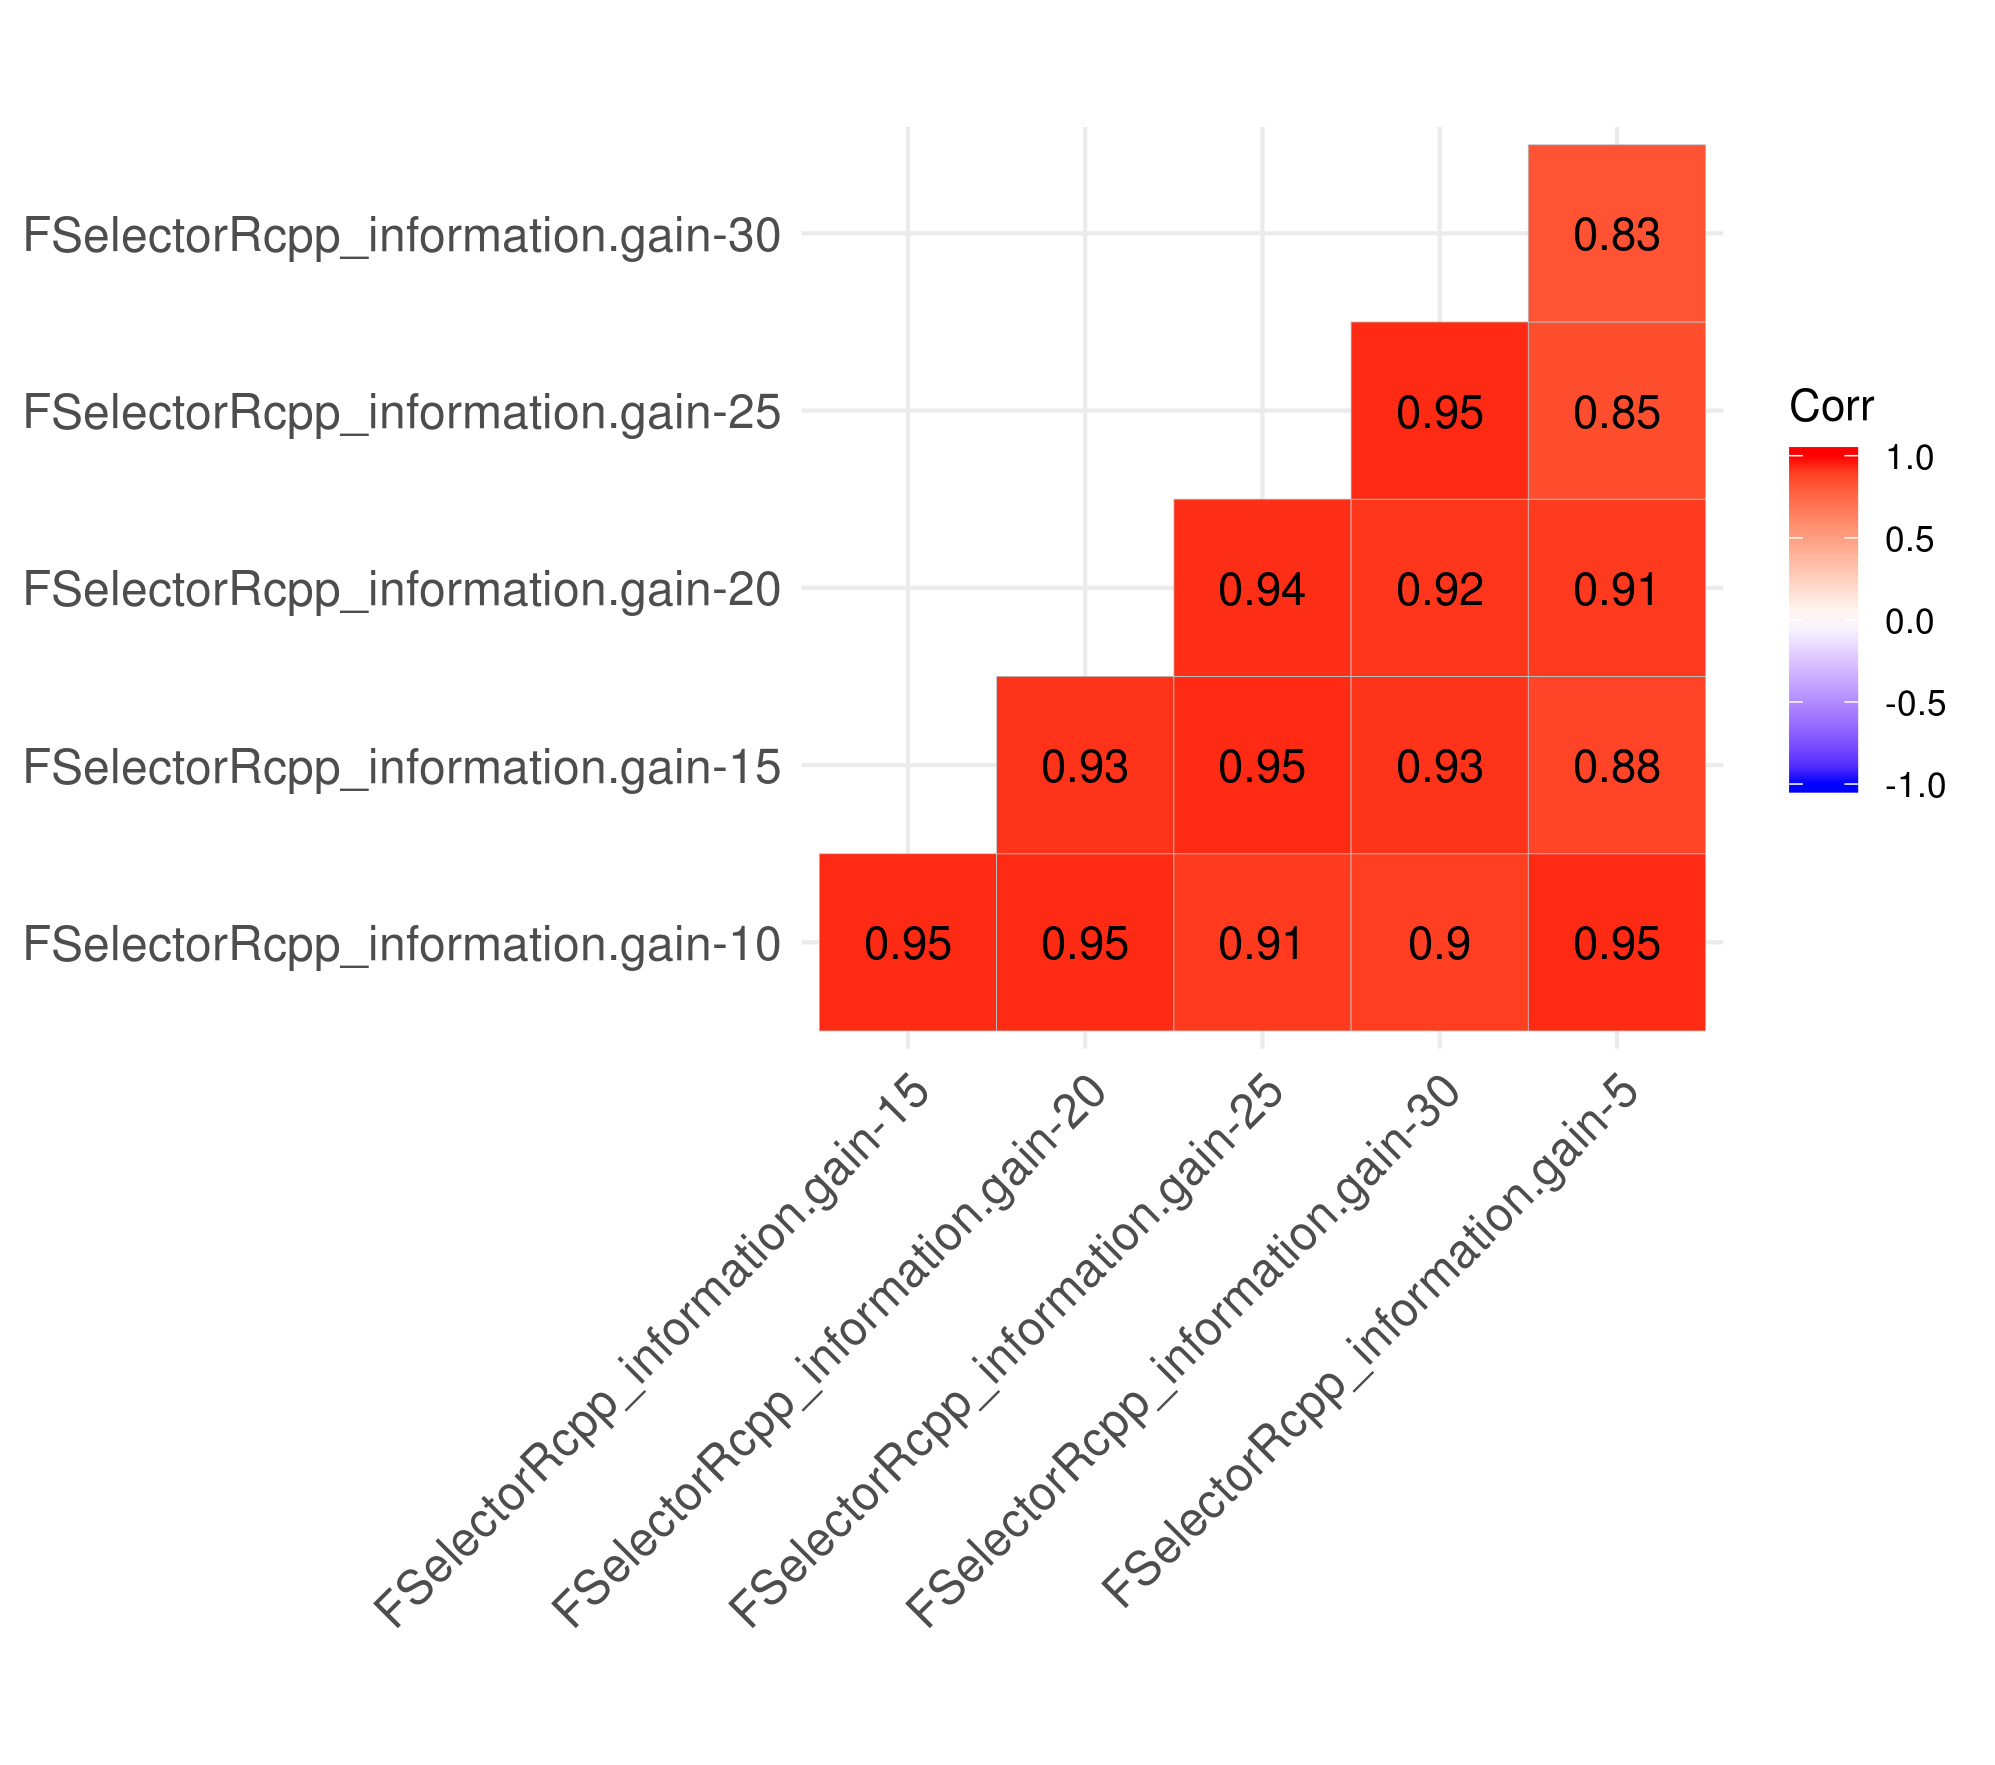 FSelectorRcpp_information.gain-30
0.83
FSelectorRcpp_information.gain-25
0.95 0.85
FSelectorRcpp_information.gain-20
0.94 0.92 0.91
FSelectorRcpp_information.gain-15
0.93 0.95 0.93 0.88
FSelectorRcpp_information.gain-10
0.95 0.95 0.91 0.9 0.95
FSelectorRcpp_information.gain-15
FSelectorRcpp_information.gain-20
FSelectorRcpp_information.gain-25
FSelectorRcpp_information.gain-30
FSelectorRcpp_information.gain-5
Corr
1.0
0.5
0.0
-0.5
-1.0